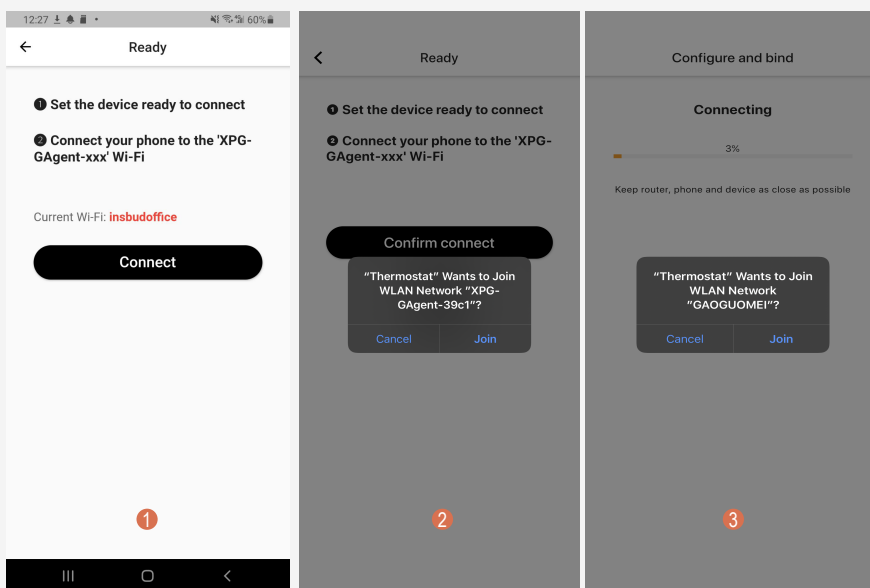 12:27
60%
Ready
❶ Set the device ready to connect
❷ Connect your phone to the 'XPG-
GAgent-xxx' Wi-Fi
Current Wi-Fi: insbudoffice
Connect
1
Ready
❶ Set the device ready to connect
❷ Connect your phone to the 'XPG-
GAgent-xxx' Wi-Fi
Confirm connect
“Thermostat” Wants to Join
WLAN Network “XPG-
GAgent-39c1”?
Cancel
Join
2
Configure and bind
Connecting
3%
Keep router, phone and device as close as possible
“Thermostat” Wants to Join
WLAN Network
“GAOGUOMEI”?
Cancel
Join
3